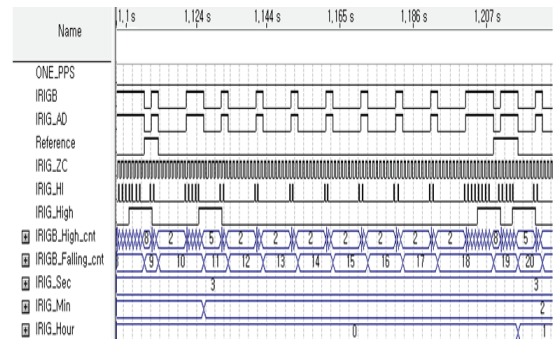 Name
1,1 s 1,124 s 1,144 s 1,165 s 1,186 s 1,207 s
ONE_PPS
IRIGB
IRIG_AD
Reference
IRIG_ZC
IRIG_HI
IRIG_High
IRIGB_High_cnt 8 2 5 2 2 2 2 2 2 2 8 5
IRIGB_Falling_cnt 9 10 11 12 13 14 15 16 17 18 19 20
IRIG_Sec 3 3
IRIG_Min 2
IRIG_Hour 0 1